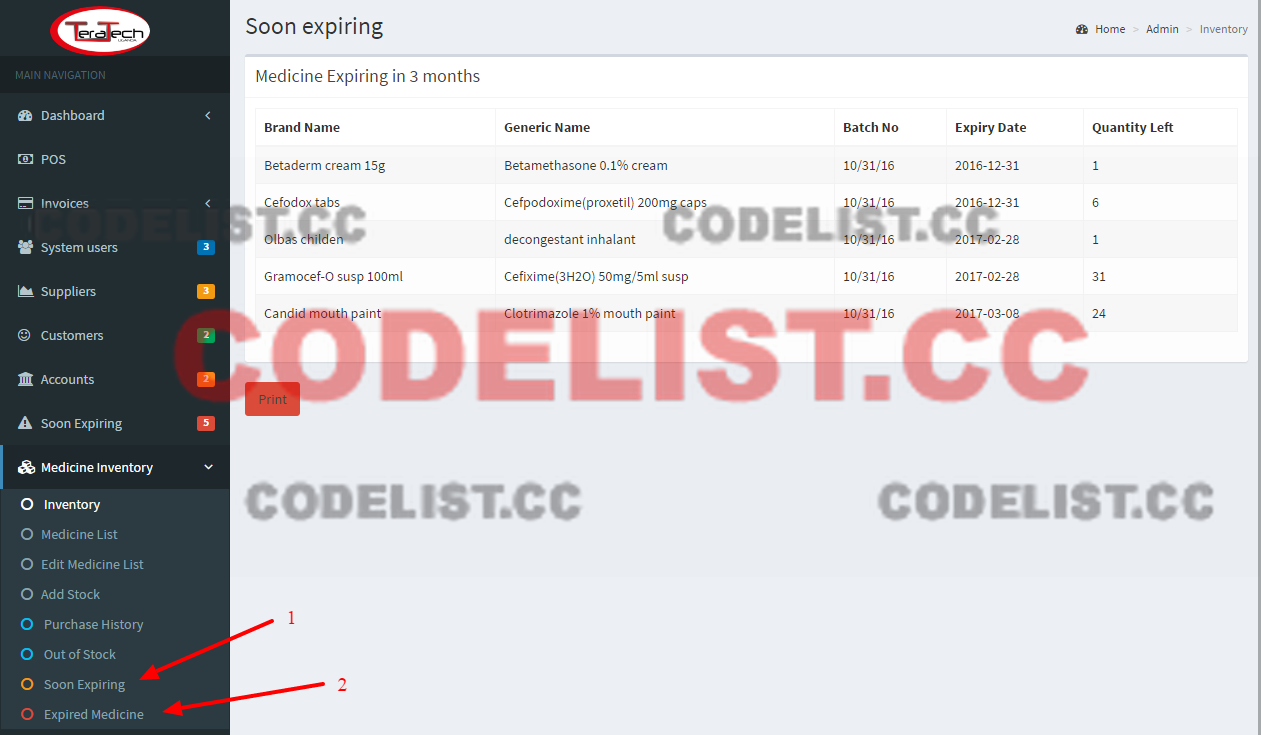 TeraTech
UGANDA
MAIN NAVIGATION
Dashboard
POS
Invoices
System users 3
Suppliers 3
Customers 2
Accounts 2
Soon Expiring 5
Medicine Inventory
Inventory
Medicine List
Edit Medicine List
Add Stock
Purchase History
Out of Stock
Soon Expiring
Expired Medicine
1
2
Soon expiring
Home > Admin > Inventory
Medicine Expiring in 3 months
Brand Name Generic Name Batch No Expiry Date Quantity Left
Betaderm cream 15g Betamethasone 0.1% cream 10/31/16 2016-12-31 1
Cefodox tabs Cefpodoxime(proxetil) 200mg caps 10/31/16 2016-12-31 6
Olbas childen decongestant inhalant 10/31/16 2017-02-28 1
Gramocef-O susp 100ml Cefixime(3H2O) 50mg/5ml susp 10/31/16 2017-02-28 31
Candid mouth paint Clotrimazole 1% mouth paint 10/31/16 2017-03-08 24
Print
CODELIST.CC
CODELIST.CC
CODELIST.CC
CODELIST.CC
CODELIST.CC